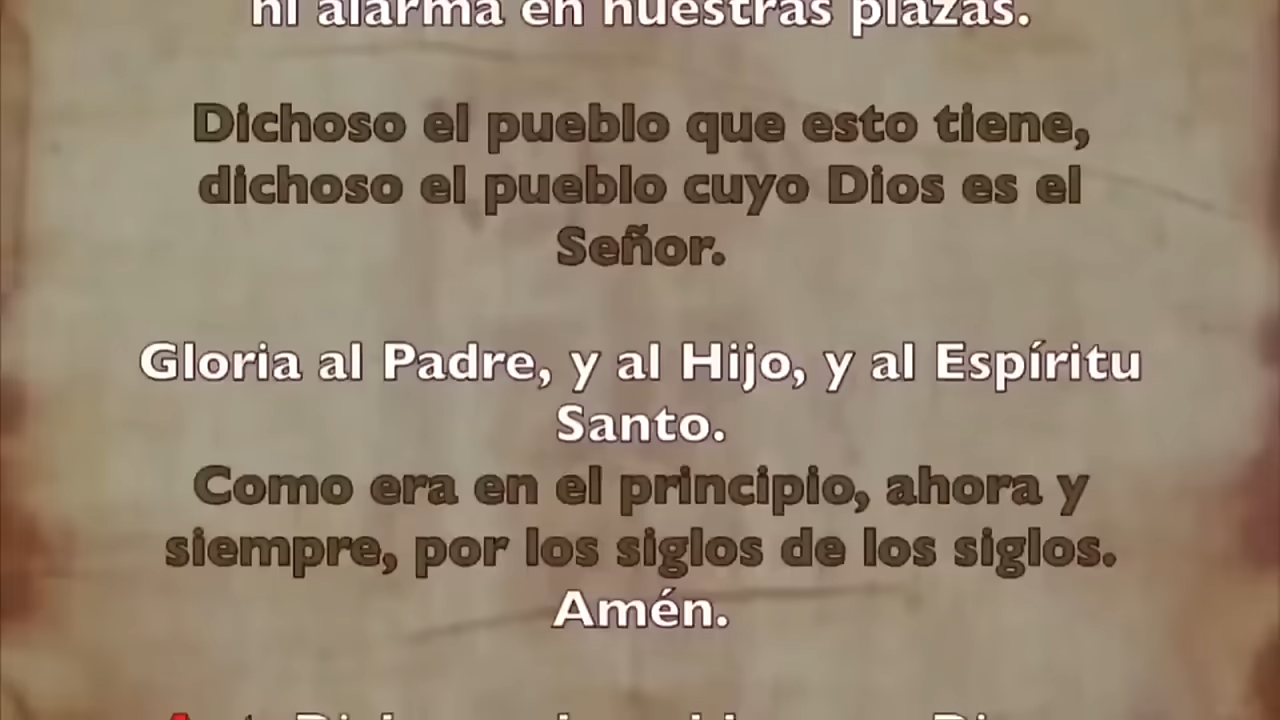 ni alarma en nuestras plazas.
Dichoso el pueblo que esto tiene,
dichoso el pueblo cuyo Dios es el
Señor.
Gloria al Padre, y al Hijo, y al Espíritu
Santo.
Como era en el principio, ahora y
siempre, por los siglos de los siglos.
Amén.